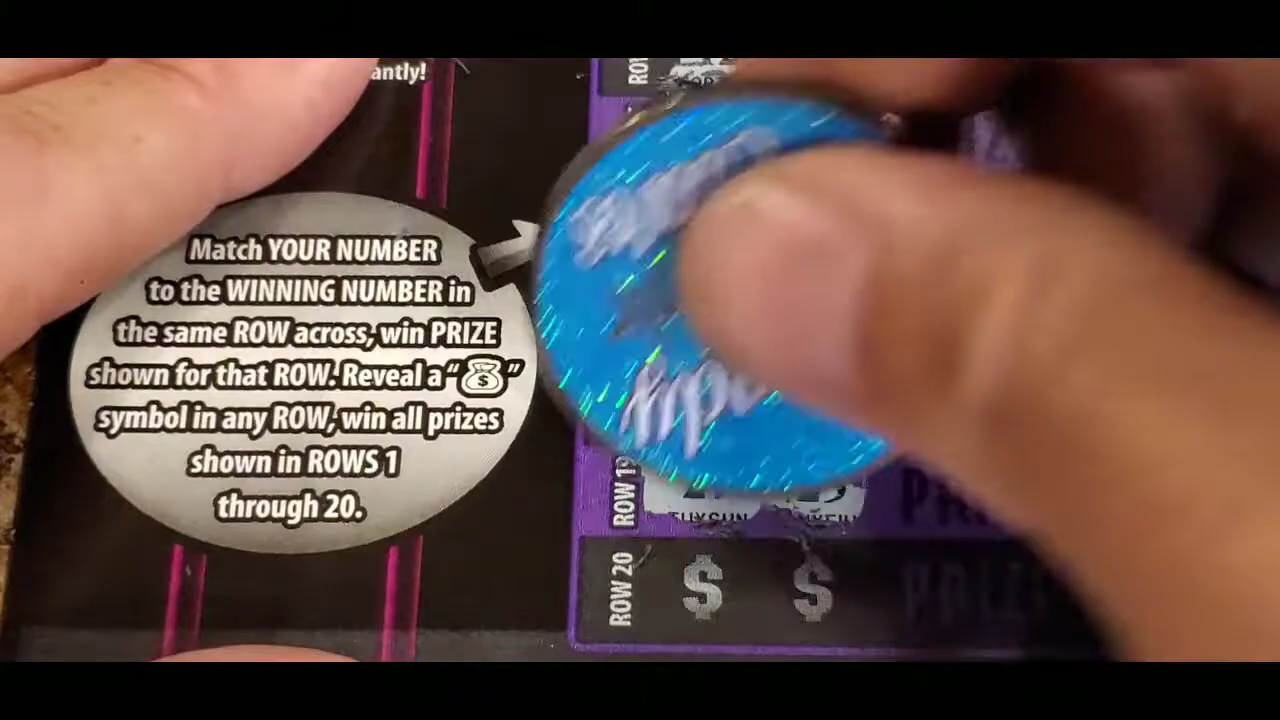 antly!
Match YOUR NUMBER
to the WINNING NUMBER in
the same ROW across, win PRIZE
shown for that ROW. Reveal a " $ "
symbol in any ROW, win all prizes
shown in ROWS 1
through 20.
ROW 19
ROW 20 $ $